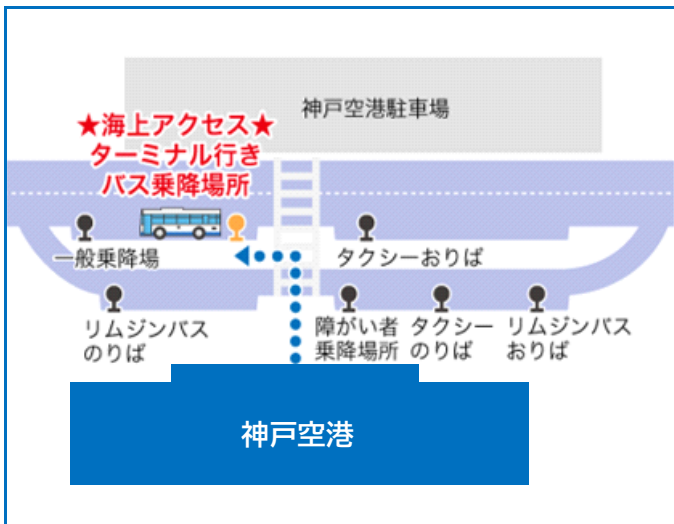 神戸空港駐車場
★海上アクセス★
ターミナル行き
バス乗降場所
一般乗降場
タクシーおりば
リムジンバス
のりば
障がい者
乗降場所
タクシー
のりば
リムジンバス
おりば
神戸空港